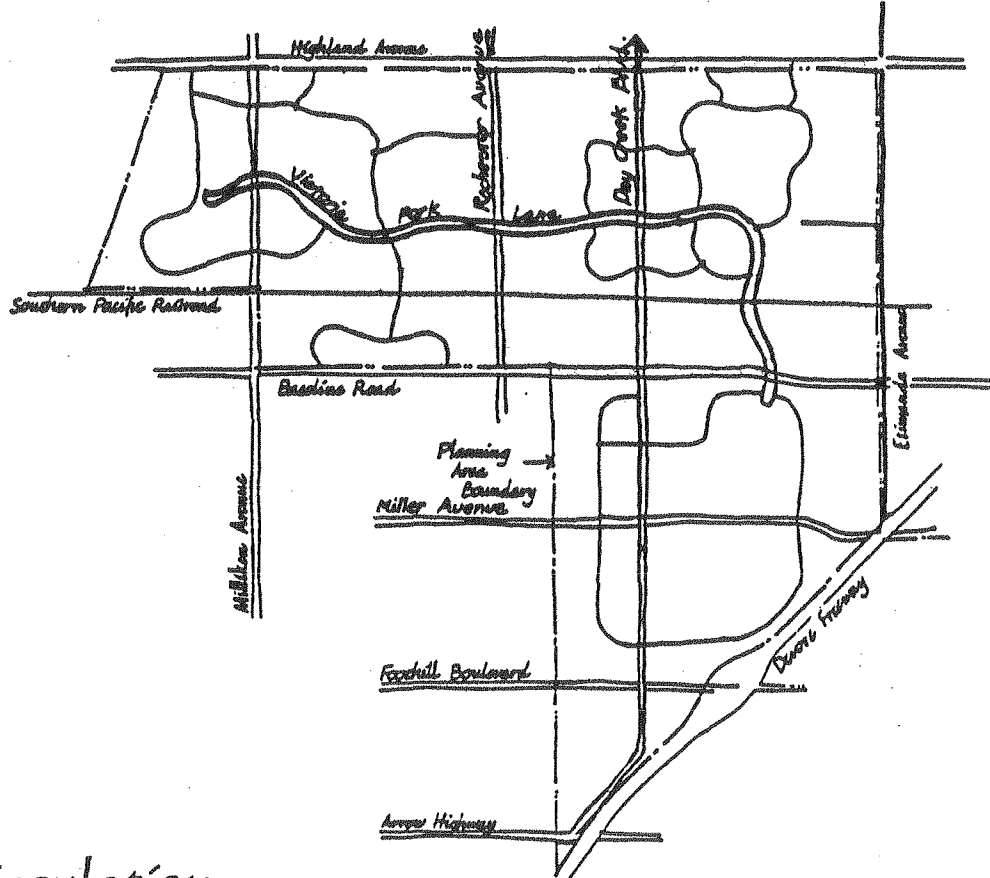 Highland Avenue
Rochester Avenue
Day Creek Blvd.
Victoria Park Lane
Southern Pacific Railroad
Baseline Road
Etiwanda Avenue
Planning
Area
Boundary
Miller Avenue
Milliken Avenue
Devore Freeway
Foothill Boulevard
Arrow Highway